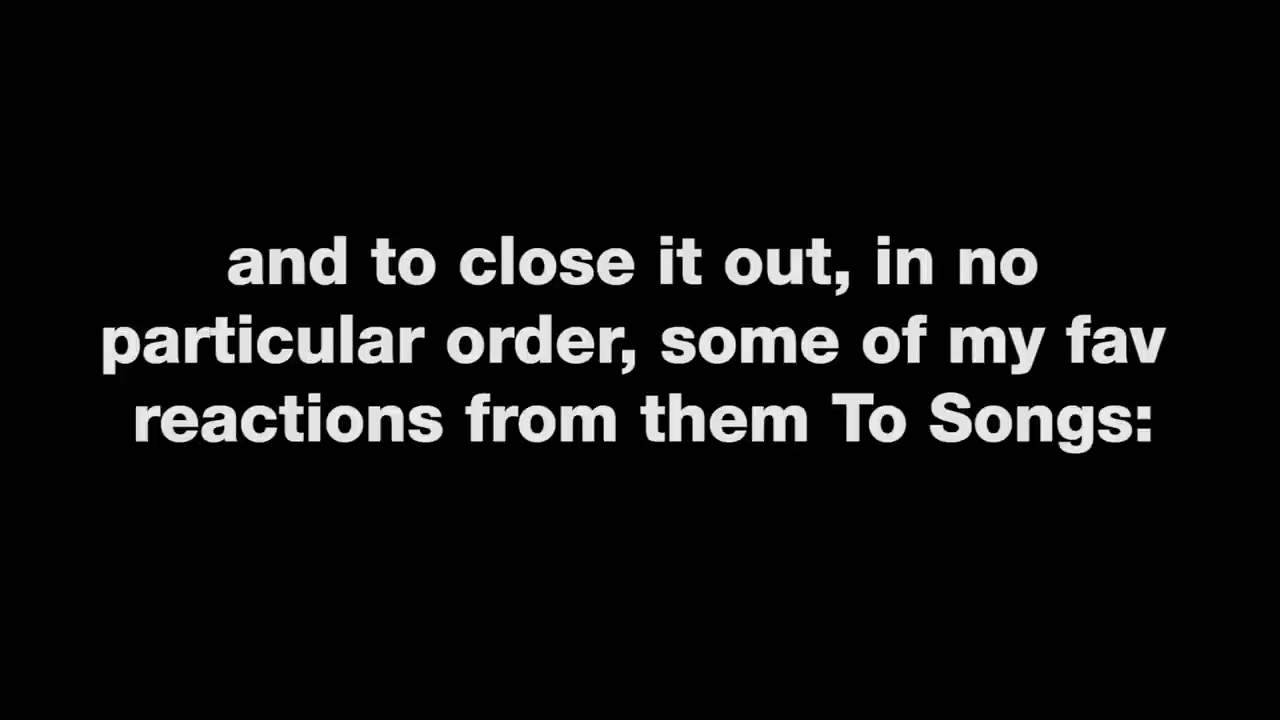 and to close it out, in no
particular order, some of my fav
reactions from them To Songs: